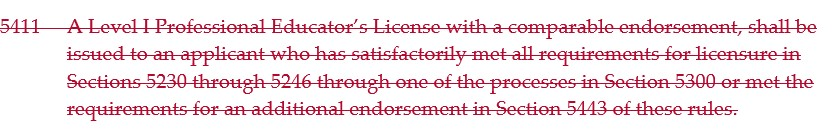 5411 A Level I Professional Educator's License with a comparable endorsement, shall be
issued to an applicant who has satisfactorily met all requirements for licensure in
Sections 5230 through 5246 through one of the processes in Section 5300 or met the
requirements for an additional endorsement in Section 5443 of these rules.